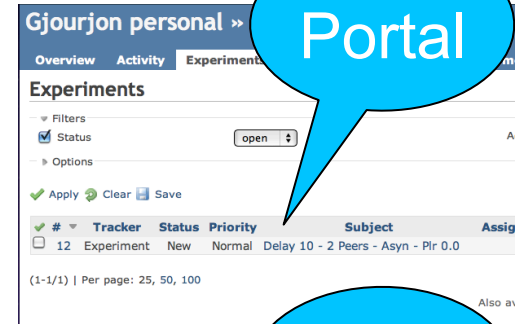 Gjourjon personal »
Portal
Overview Activity Experiments
Experiments
Filters
Status open
Options
Apply Clear Save
# Tracker Status Priority Subject
12 Experiment New Normal Delay 10 - 2 Peers - Asyn - Plr 0.0
(1-1/1) | Per page: 25, 50, 100
Also